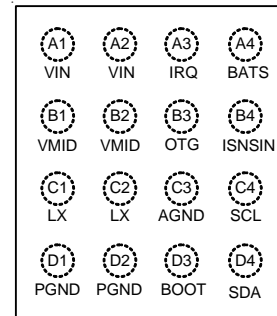 A1 A2 A3 A4
VIN VIN IRQ BATS
B1 B2 B3 B4
VMID VMID OTG ISNSIN
C1 C2 C3 C4
LX LX AGND SCL
D1 D2 D3 D4
PGND PGND BOOT SDA